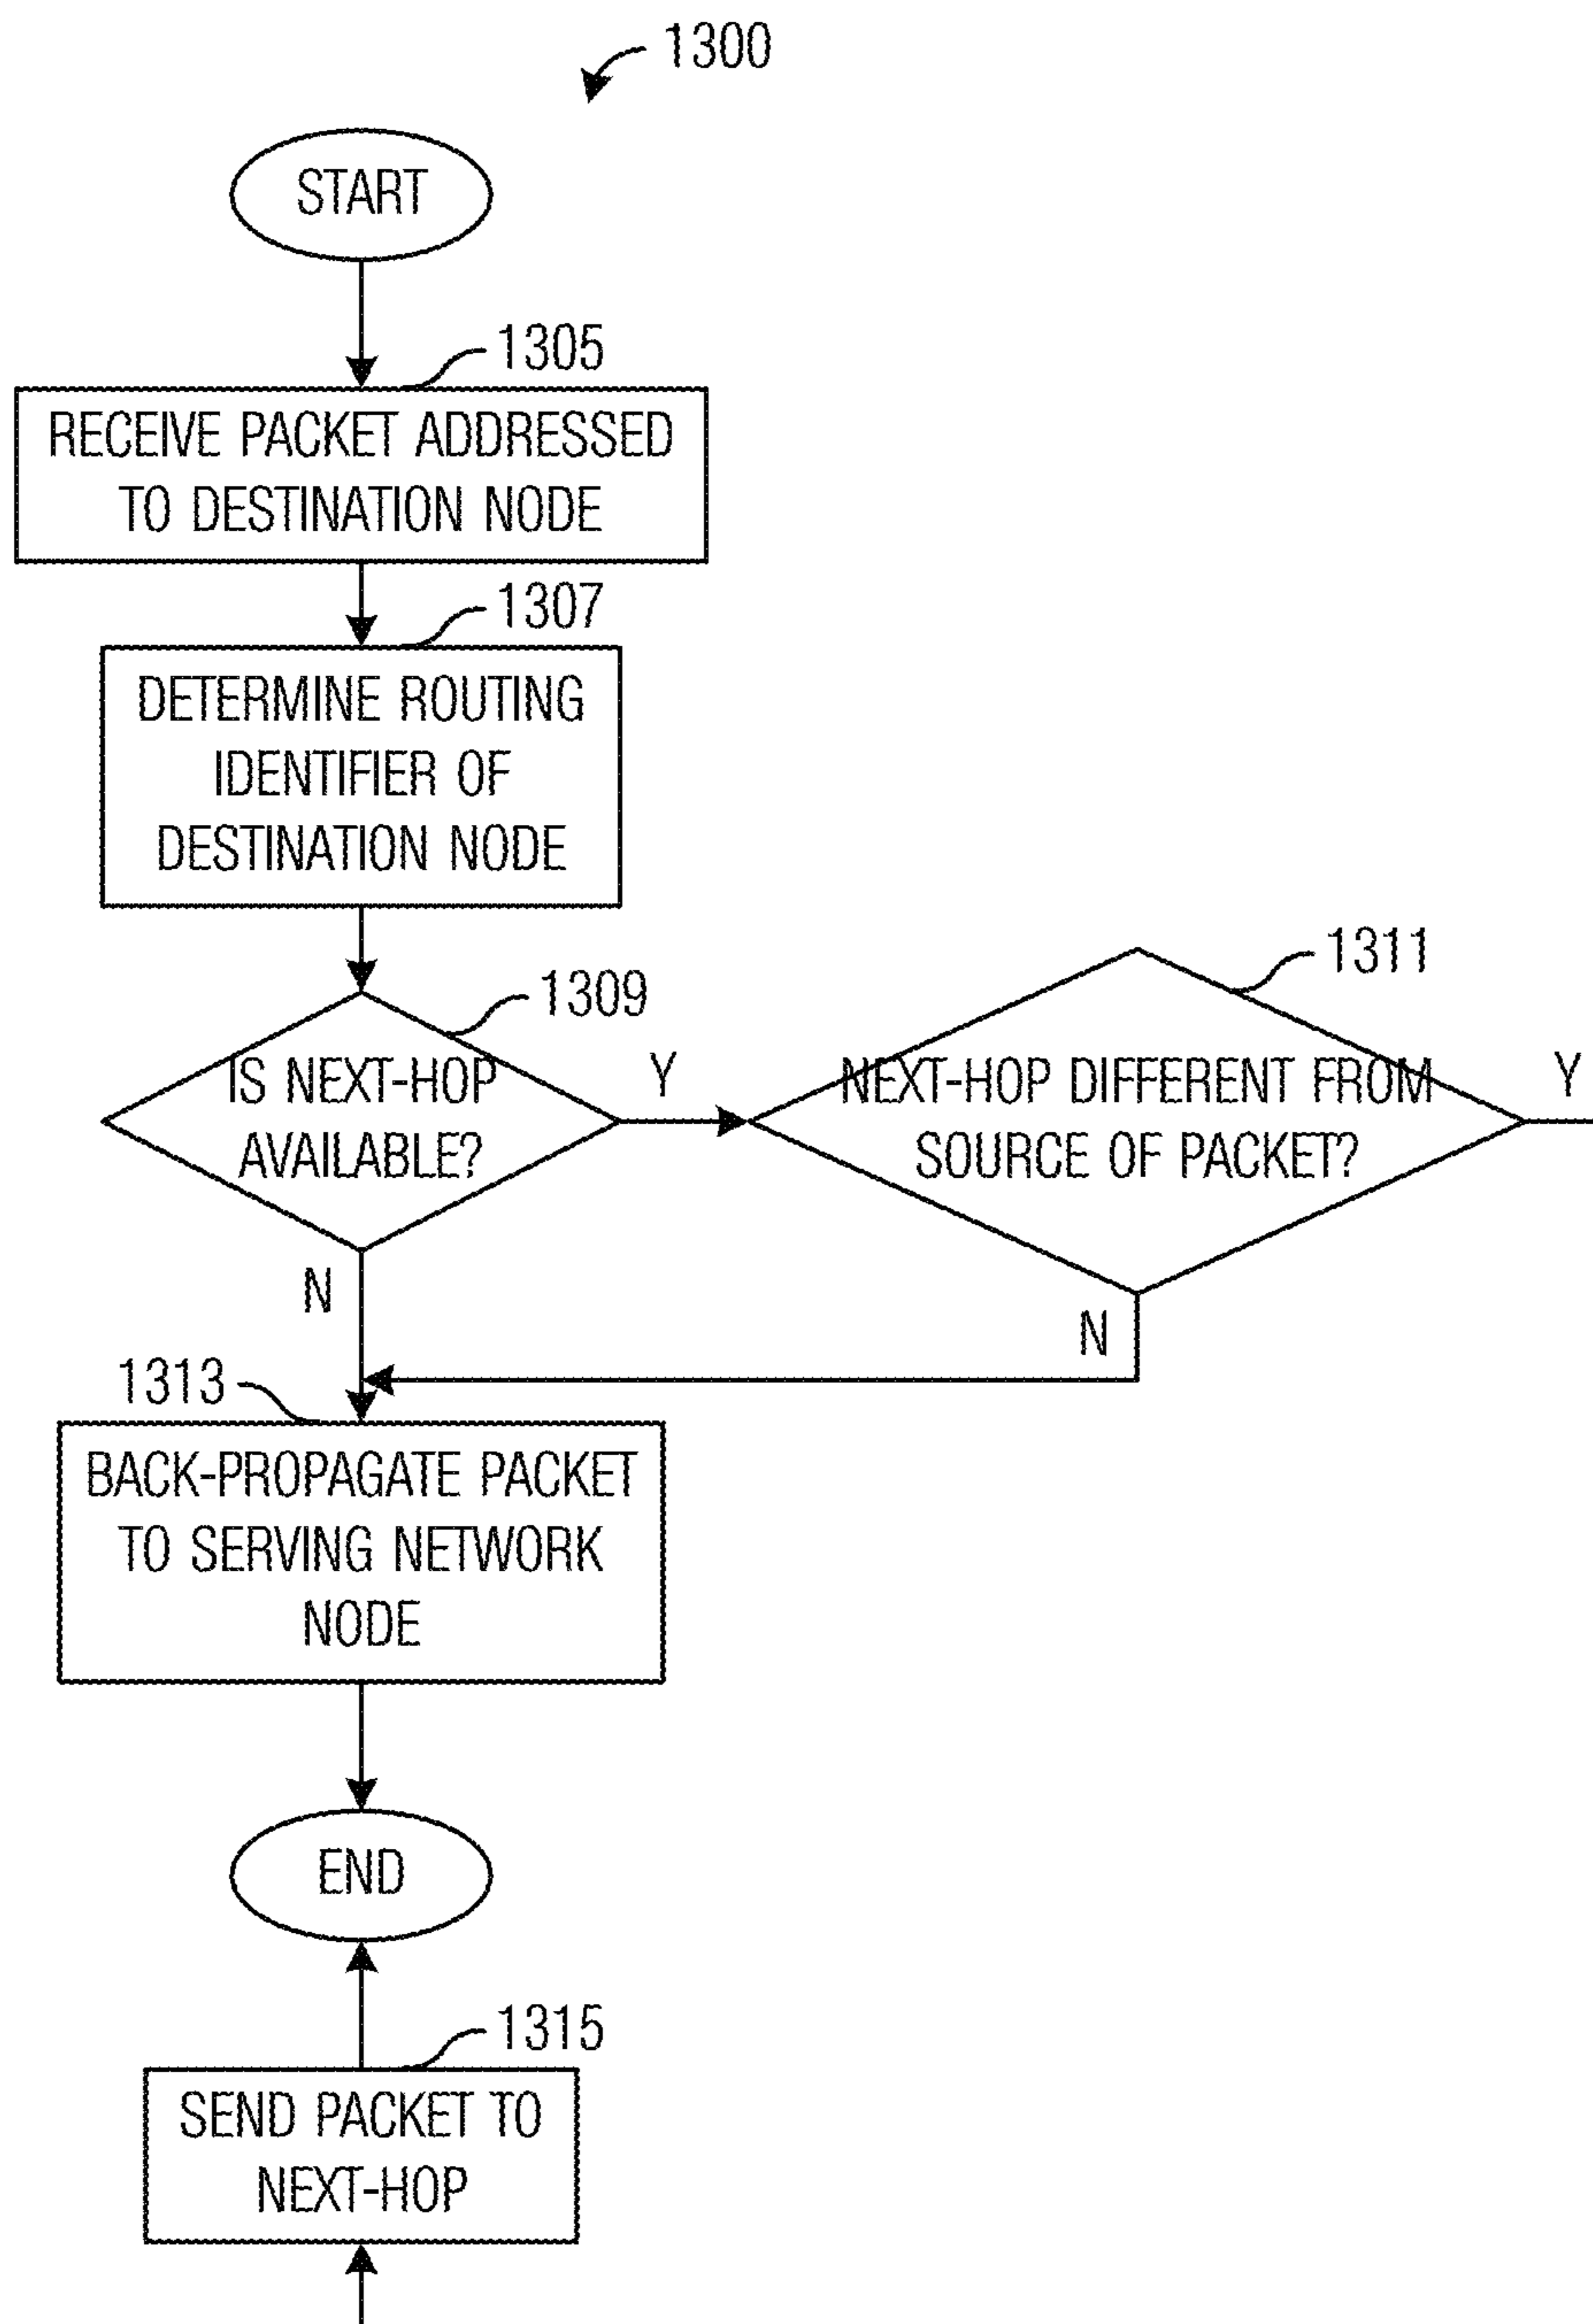 1300
START
1305
RECEIVE PACKET ADDRESSED
TO DESTINATION NODE
1307
DETERMINE ROUTING
IDENTIFIER OF
DESTINATION NODE
1309
IS NEXT-HOP
AVAILABLE?
Y
1311
NEXT-HOP DIFFERENT FROM
SOURCE OF PACKET?
Y
N
N
1313
BACK-PROPAGATE PACKET
TO SERVING NETWORK
NODE
END
1315
SEND PACKET TO
NEXT-HOP